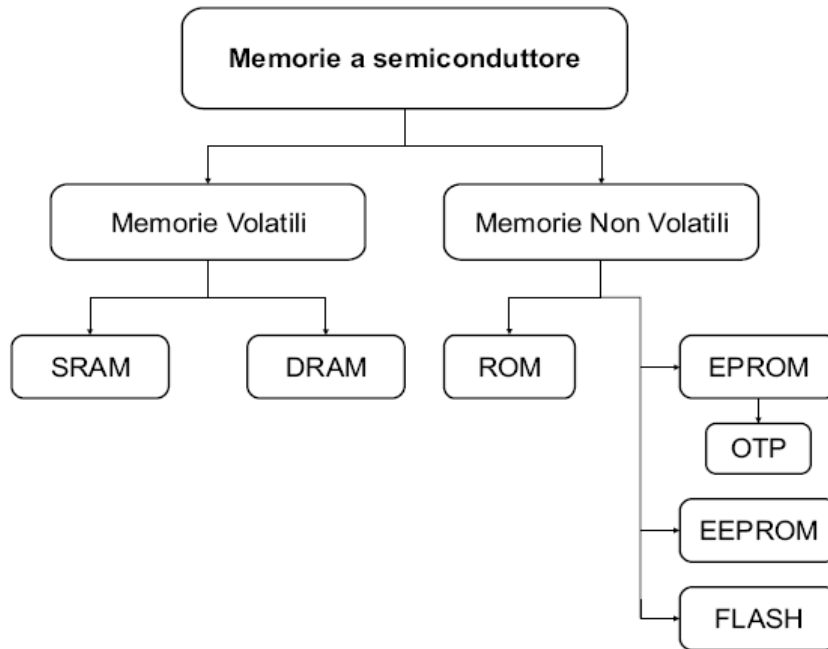 Memorie a semiconduttore
Memorie Volatili
Memorie Non Volatili
SRAM
DRAM
ROM
EPROM
OTP
EEPROM
FLASH